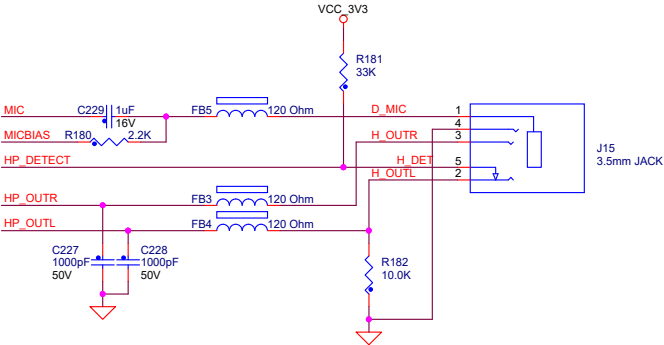 VCC_3V3
R181
33K
MIC
C229
1uF
16V
FB5
120 Ohm
D_MIC
1
4
MICBIAS
R180
2.2K
H_OUTR
3
J15
3.5mm JACK
HP_DETECT
H_DET
5
H_OUTL
2
HP_OUTR
FB3
120 Ohm
HP_OUTL
FB4
120 Ohm
C227
1000pF
50V
C228
1000pF
50V
R182
10.0K